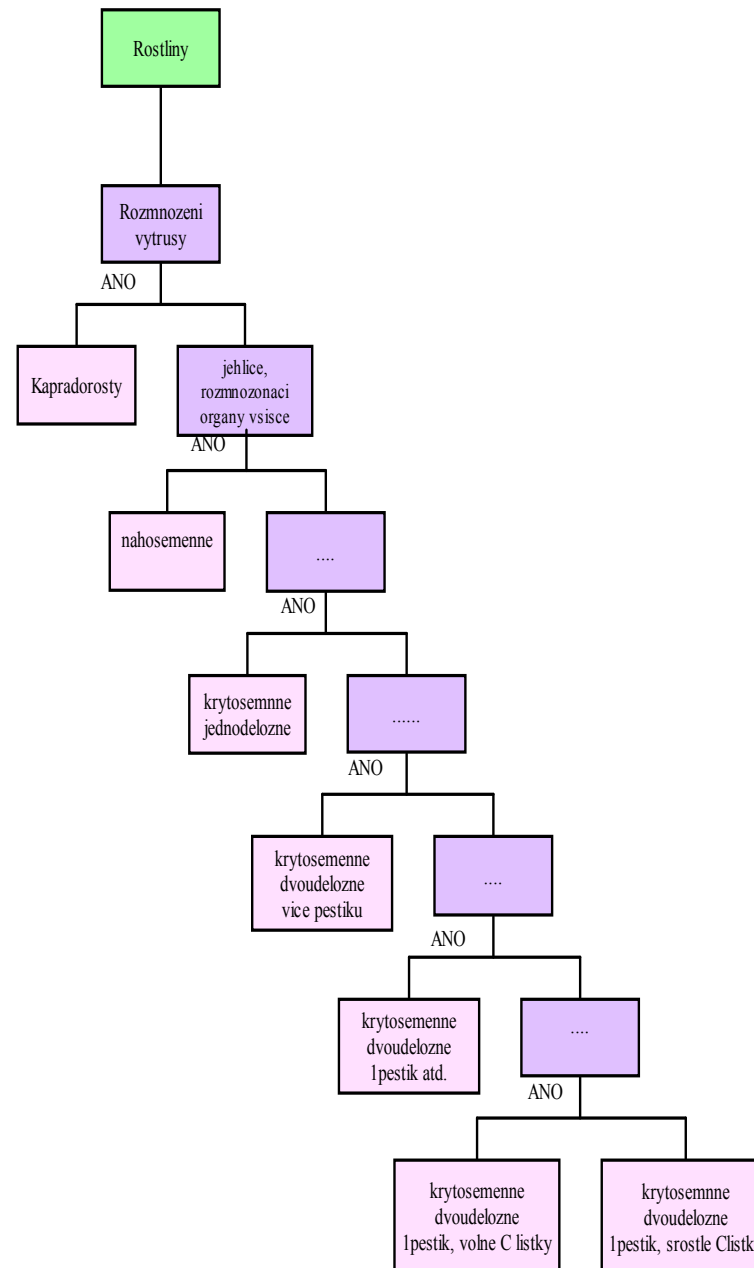 Rostliny
Rozmnozeni
vytrusy
ANO
Kapradorosty
jehlice,
rozmnozonaci
organy vsisce
ANO
nahosemenne
....
ANO
krytosemnne
jednodelozne
......
ANO
krytosemenne
dvoudelozne
vice pestiku
....
ANO
krytosemenne
dvoudelozne
1pestik atd.
....
ANO
krytosemenne
dvoudelozne
1pestik, volne C listky
krytosemnne
dvoudelozne
1pestik, srostle Clistk